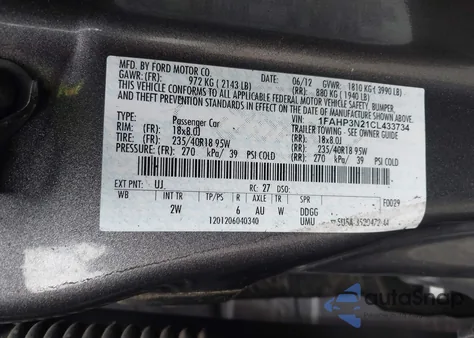 MFD. BY FORD MOTOR CO.
DATE: 06/12 GVWR: 1810 KG (3990 LB)
GAWR: (FR): 972 KG (2143 LB) (RR): 880 KG (1940 LB)
THIS VEHICLE CONFORMS TO ALL APPLICABLE FEDERAL MOTOR VEHICLE SAFETY, BUMPER, AND THEFT PREVENTION STANDARDS IN EFFECT ON THE DATE OF MANUFACTURE SHOWN ABOVE.
VIN: 1FAHP3N21CL433734
TYPE: Passenger Car TRAILER TOWING - SEE OWNER MANUAL
RIM: (FR): 18x8.0J (RR): 18x8.0J
TIRE: (FR): 235/40R18 95W (RR): 235/40R18 95W
(FR): 270 kPa/ 39 PSI COLD (RR): 270 kPa/ 39 PSI COLD
EXT PNT: UJ RC: 27 DSO: F0029
WB INT TR TP/PS R AXLE TR SPR
2W 6 AU W DDGG
1201206040340 UMU
autoSnap